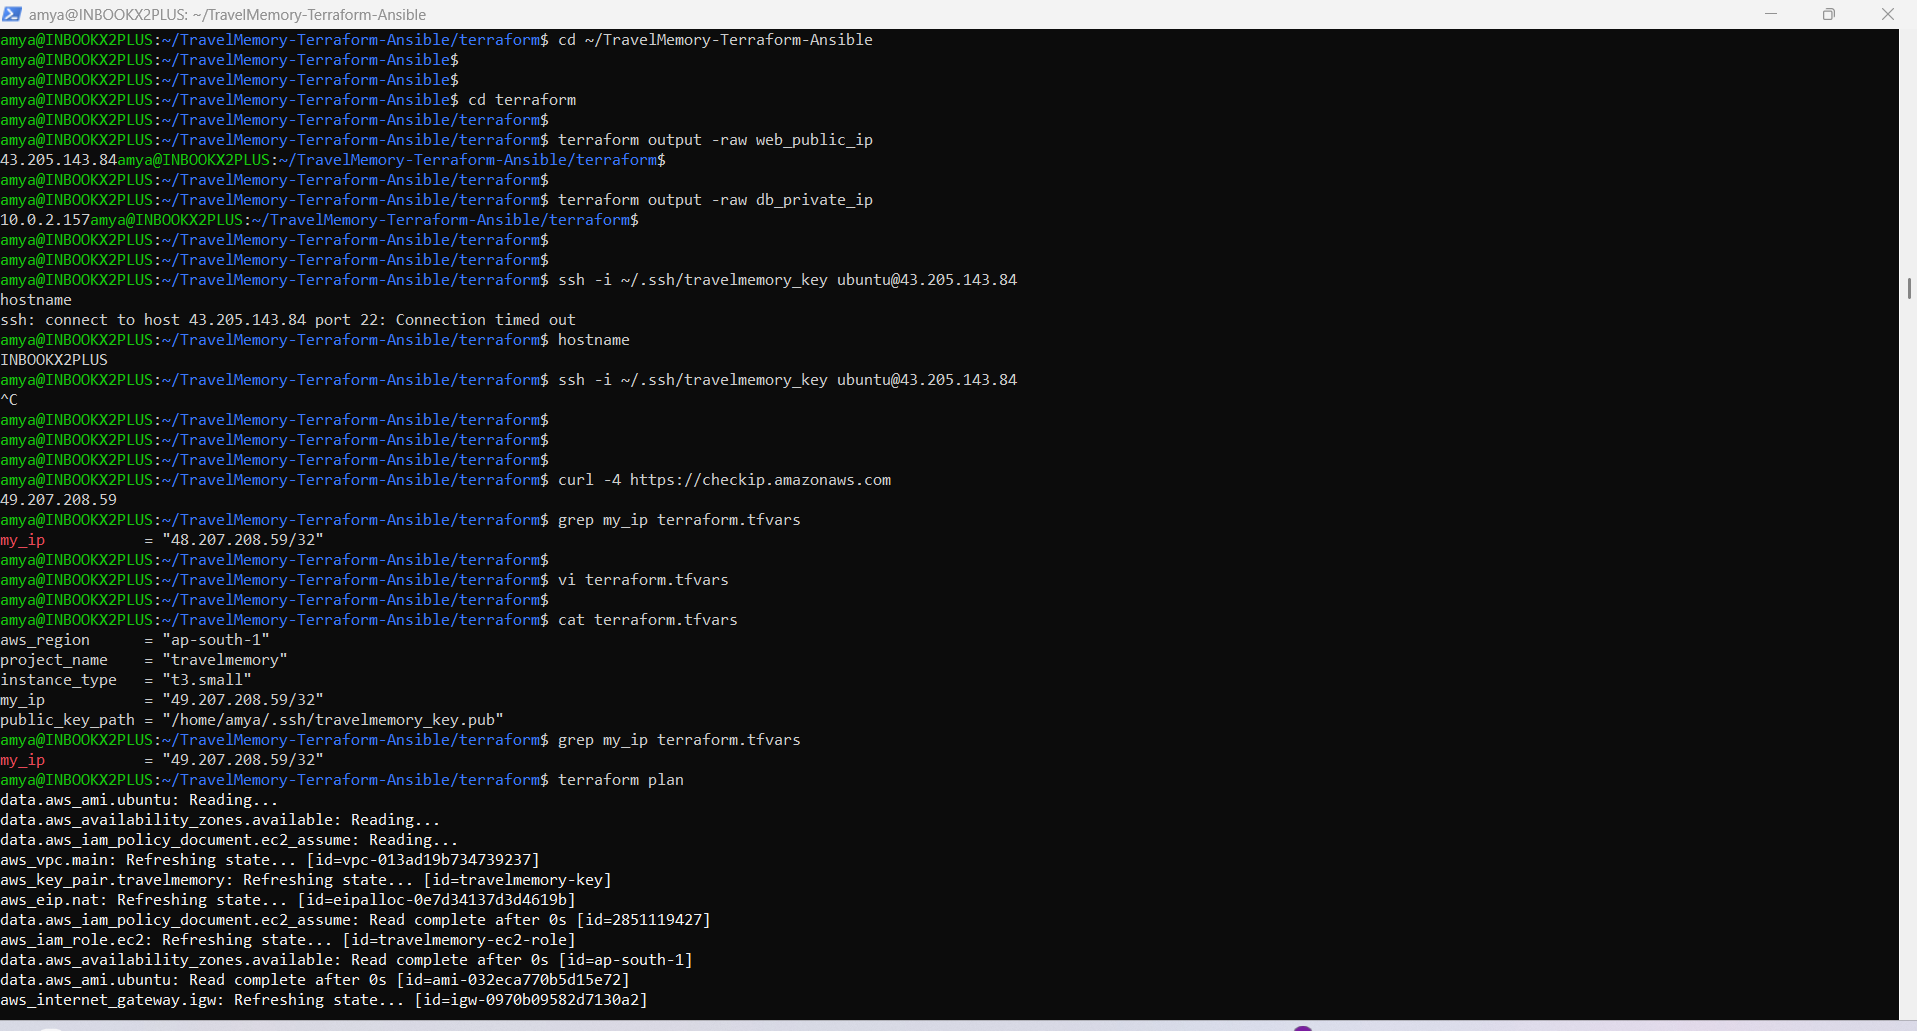 amya@INBOOKX2PLUS: ~/TravelMemory-Terraform-Ansible
amya@INBOOKX2PLUS:~/TravelMemory-Terraform-Ansible/terraform$ cd ~/TravelMemory-Terraform-Ansible
amya@INBOOKX2PLUS:~/TravelMemory-Terraform-Ansible$
amya@INBOOKX2PLUS:~/TravelMemory-Terraform-Ansible$
amya@INBOOKX2PLUS:~/TravelMemory-Terraform-Ansible$ cd terraform
amya@INBOOKX2PLUS:~/TravelMemory-Terraform-Ansible/terraform$
amya@INBOOKX2PLUS:~/TravelMemory-Terraform-Ansible/terraform$ terraform output -raw web_public_ip
43.205.143.84amya@INBOOKX2PLUS:~/TravelMemory-Terraform-Ansible/terraform$
amya@INBOOKX2PLUS:~/TravelMemory-Terraform-Ansible/terraform$
amya@INBOOKX2PLUS:~/TravelMemory-Terraform-Ansible/terraform$ terraform output -raw db_private_ip
10.0.2.157amya@INBOOKX2PLUS:~/TravelMemory-Terraform-Ansible/terraform$
amya@INBOOKX2PLUS:~/TravelMemory-Terraform-Ansible/terraform$
amya@INBOOKX2PLUS:~/TravelMemory-Terraform-Ansible/terraform$
amya@INBOOKX2PLUS:~/TravelMemory-Terraform-Ansible/terraform$ ssh -i ~/.ssh/travelmemory_key ubuntu@43.205.143.84
hostname
ssh: connect to host 43.205.143.84 port 22: Connection timed out
amya@INBOOKX2PLUS:~/TravelMemory-Terraform-Ansible/terraform$ hostname
INBOOKX2PLUS
amya@INBOOKX2PLUS:~/TravelMemory-Terraform-Ansible/terraform$ ssh -i ~/.ssh/travelmemory_key ubuntu@43.205.143.84
^C
amya@INBOOKX2PLUS:~/TravelMemory-Terraform-Ansible/terraform$
amya@INBOOKX2PLUS:~/TravelMemory-Terraform-Ansible/terraform$
amya@INBOOKX2PLUS:~/TravelMemory-Terraform-Ansible/terraform$
amya@INBOOKX2PLUS:~/TravelMemory-Terraform-Ansible/terraform$ curl -4 https://checkip.amazonaws.com
49.207.208.59
amya@INBOOKX2PLUS:~/TravelMemory-Terraform-Ansible/terraform$ grep my_ip terraform.tfvars
my_ip           = "48.207.208.59/32"
amya@INBOOKX2PLUS:~/TravelMemory-Terraform-Ansible/terraform$
amya@INBOOKX2PLUS:~/TravelMemory-Terraform-Ansible/terraform$ vi terraform.tfvars
amya@INBOOKX2PLUS:~/TravelMemory-Terraform-Ansible/terraform$
amya@INBOOKX2PLUS:~/TravelMemory-Terraform-Ansible/terraform$ cat terraform.tfvars
aws_region      = "ap-south-1"
project_name    = "travelmemory"
instance_type   = "t3.small"
my_ip           = "49.207.208.59/32"
public_key_path = "/home/amya/.ssh/travelmemory_key.pub"
amya@INBOOKX2PLUS:~/TravelMemory-Terraform-Ansible/terraform$ grep my_ip terraform.tfvars
my_ip           = "49.207.208.59/32"
amya@INBOOKX2PLUS:~/TravelMemory-Terraform-Ansible/terraform$ terraform plan
data.aws_ami.ubuntu: Reading...
data.aws_availability_zones.available: Reading...
data.aws_iam_policy_document.ec2_assume: Reading...
aws_vpc.main: Refreshing state... [id=vpc-013ad19b734739237]
aws_key_pair.travelmemory: Refreshing state... [id=travelmemory-key]
aws_eip.nat: Refreshing state... [id=eipalloc-0e7d34137d3d4619b]
data.aws_iam_policy_document.ec2_assume: Read complete after 0s [id=2851119427]
aws_iam_role.ec2: Refreshing state... [id=travelmemory-ec2-role]
data.aws_availability_zones.available: Read complete after 0s [id=ap-south-1]
data.aws_ami.ubuntu: Read complete after 0s [id=ami-032eca770b5d15e72]
aws_internet_gateway.igw: Refreshing state... [id=igw-0970b09582d7130a2]